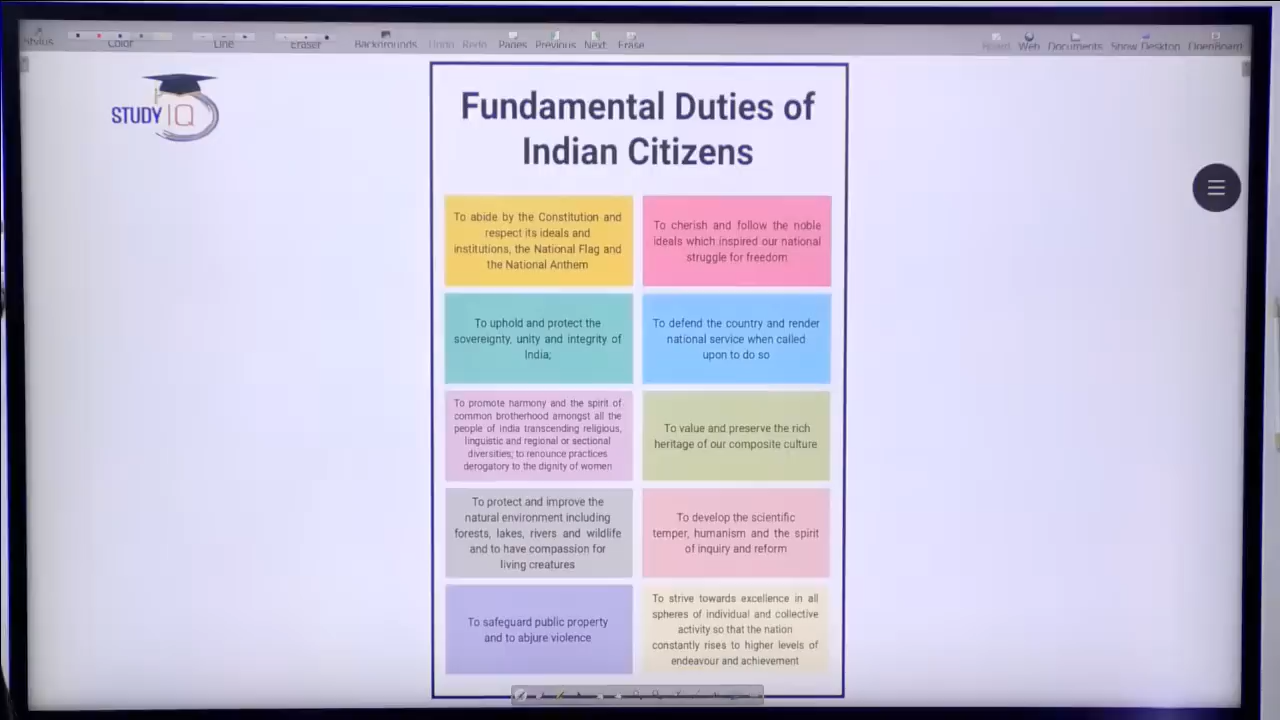 Stylus
Color
Line
Eraser
Backgrounds
Undo
Redo
Pages
Previous
Next
Erase
Board
Web
Documents
Show Desktop
OpenBoard
STUDY IQ
Fundamental Duties of
Indian Citizens
To abide by the Constitution and
respect its ideals and
institutions, the National Flag and
the National Anthem
To cherish and follow the noble
ideals which inspired our national
struggle for freedom
To uphold and protect the
sovereignty, unity and integrity of
India;
To defend the country and render
national service when called
upon to do so
To promote harmony and the spirit of
common brotherhood amongst all the
people of India transcending religious,
linguistic and regional or sectional
diversities; to renounce practices
derogatory to the dignity of women
To value and preserve the rich
heritage of our composite culture
To protect and improve the
natural environment including
forests, lakes, rivers and wildlife
and to have compassion for
living creatures
To develop the scientific
temper, humanism and the spirit
of inquiry and reform
To safeguard public property
and to abjure violence
To strive towards excellence in all
spheres of individual and collective
activity so that the nation
constantly rises to higher levels of
endeavour and achievement